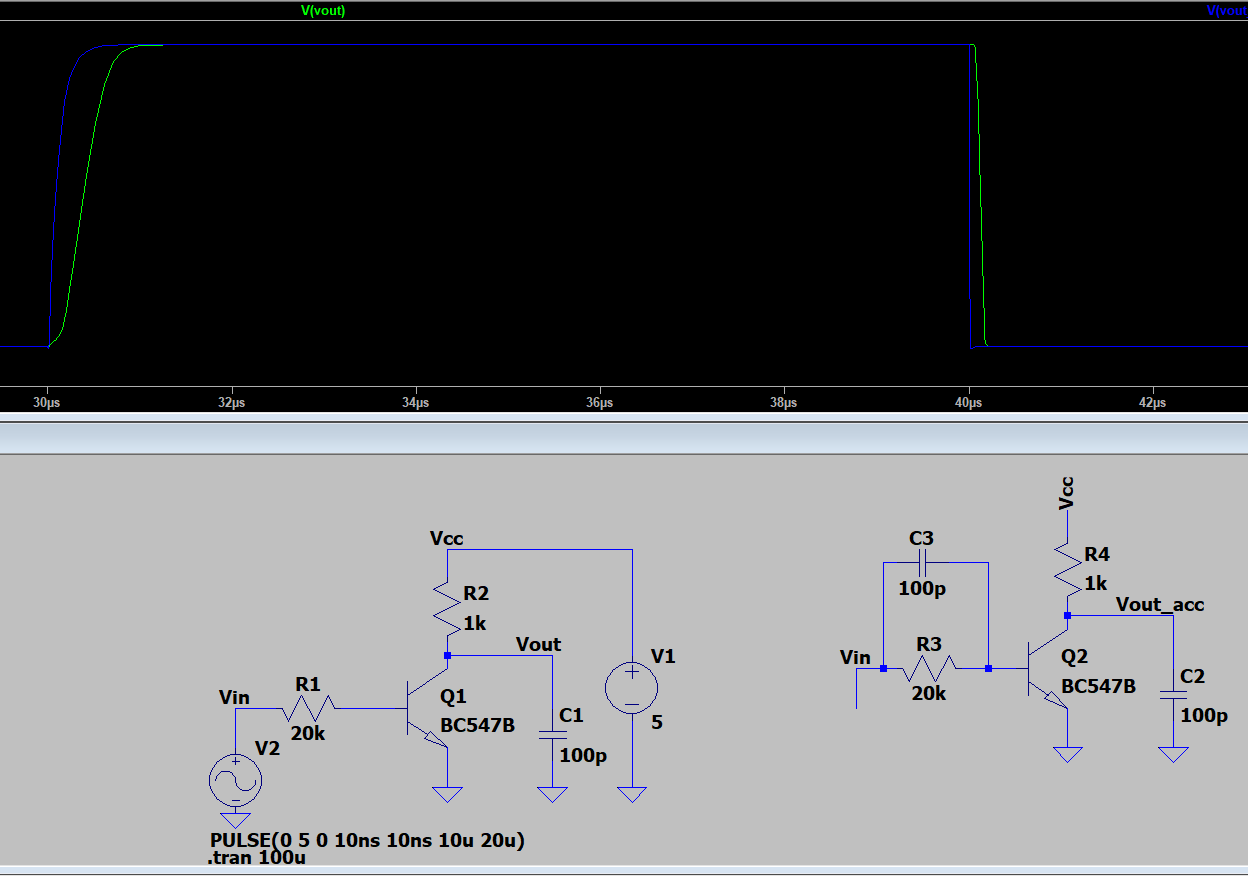 V(vout)
V(vout
30µs
32µs
34µs
36µs
38µs
40µs
42µs
Vcc
R2
1k
Vout
Vin
R1
20k
Q1
BC547B
V2
C1
100p
V1
5
PULSE(0 5 0 10ns 10ns 10u 20u)
.tran 100u
Vcc
C3
100p
R4
1k
Vout_acc
Vin
R3
20k
Q2
BC547B
C2
100p